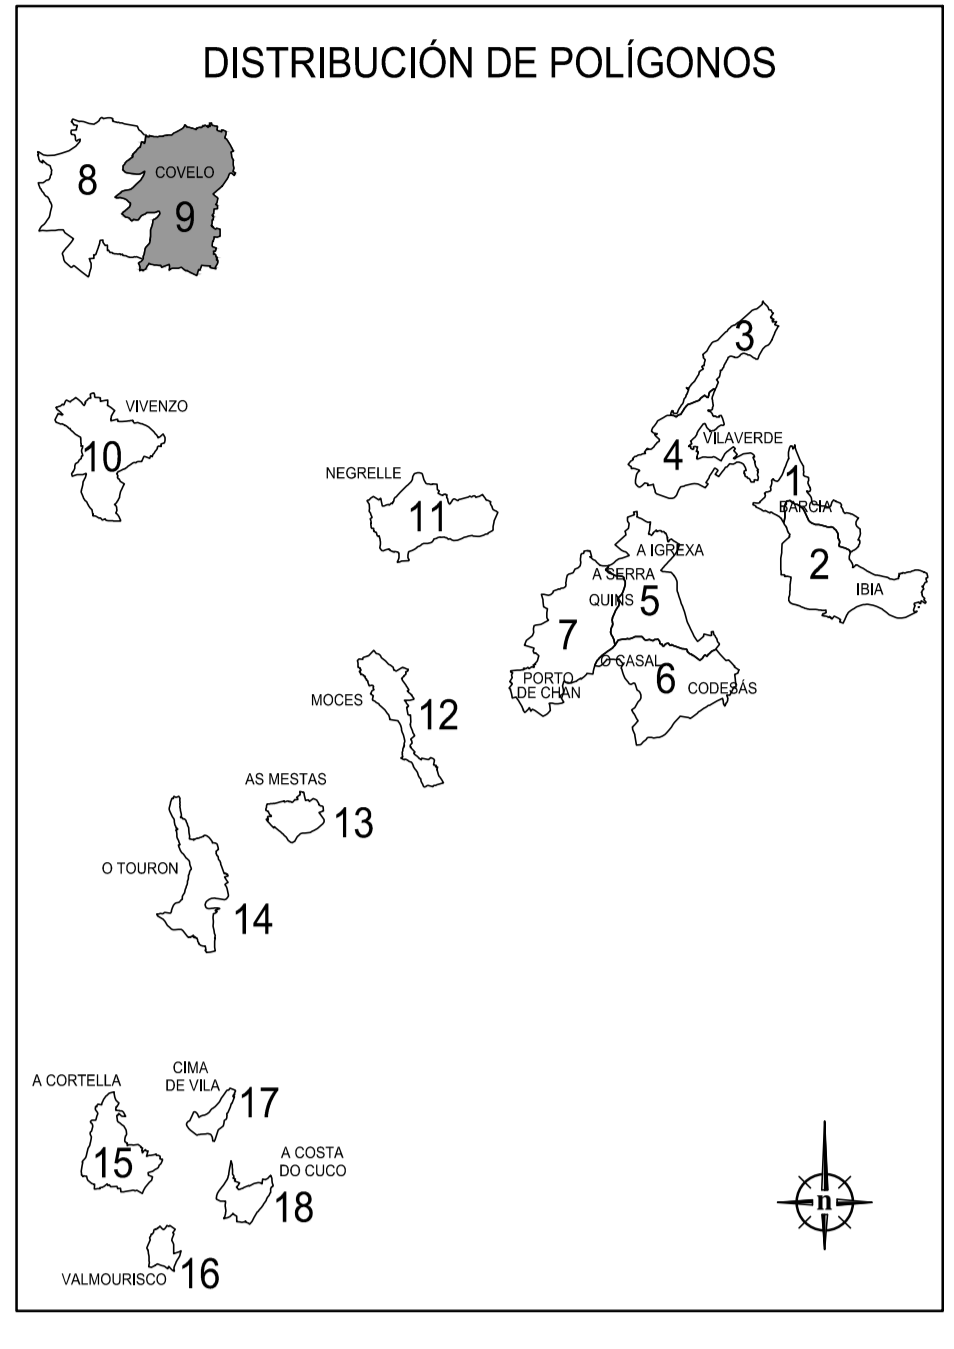 DISTRIBUCIÓN DE POLÍGONOS
8
COVELO
9
3
VIVENZO
10
4
VILAVERDE
NEGRELLE
11
1
BARCIA
2
IBIA
A IGREXA
A SERRA
QUINS
5
7
O CASAL
6
CODESÁS
PORTO
DE CHAN
MOCES
12
AS MESTAS
13
O TOURON
14
A CORTELLA
15
CIMA
DE VILA
17
A COSTA
DO CUCO
18
VALMOURISCO
16
n